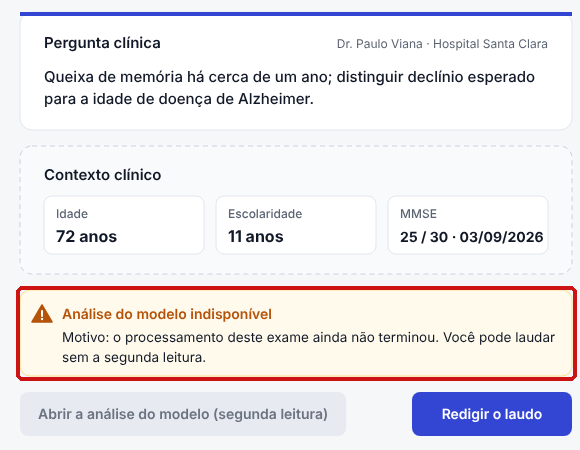 Pergunta clínica
Dr. Paulo Viana · Hospital Santa Clara
Queixa de memória há cerca de um ano; distinguir declínio esperado
para a idade de doença de Alzheimer.
Contexto clínico
Idade
72 anos
Escolaridade
11 anos
MMSE
25 / 30 · 03/09/2026
Análise do modelo indisponível
Motivo: o processamento deste exame ainda não terminou. Você pode laudar
sem a segunda leitura.
Abrir a análise do modelo (segunda leitura)
Redigir o laudo